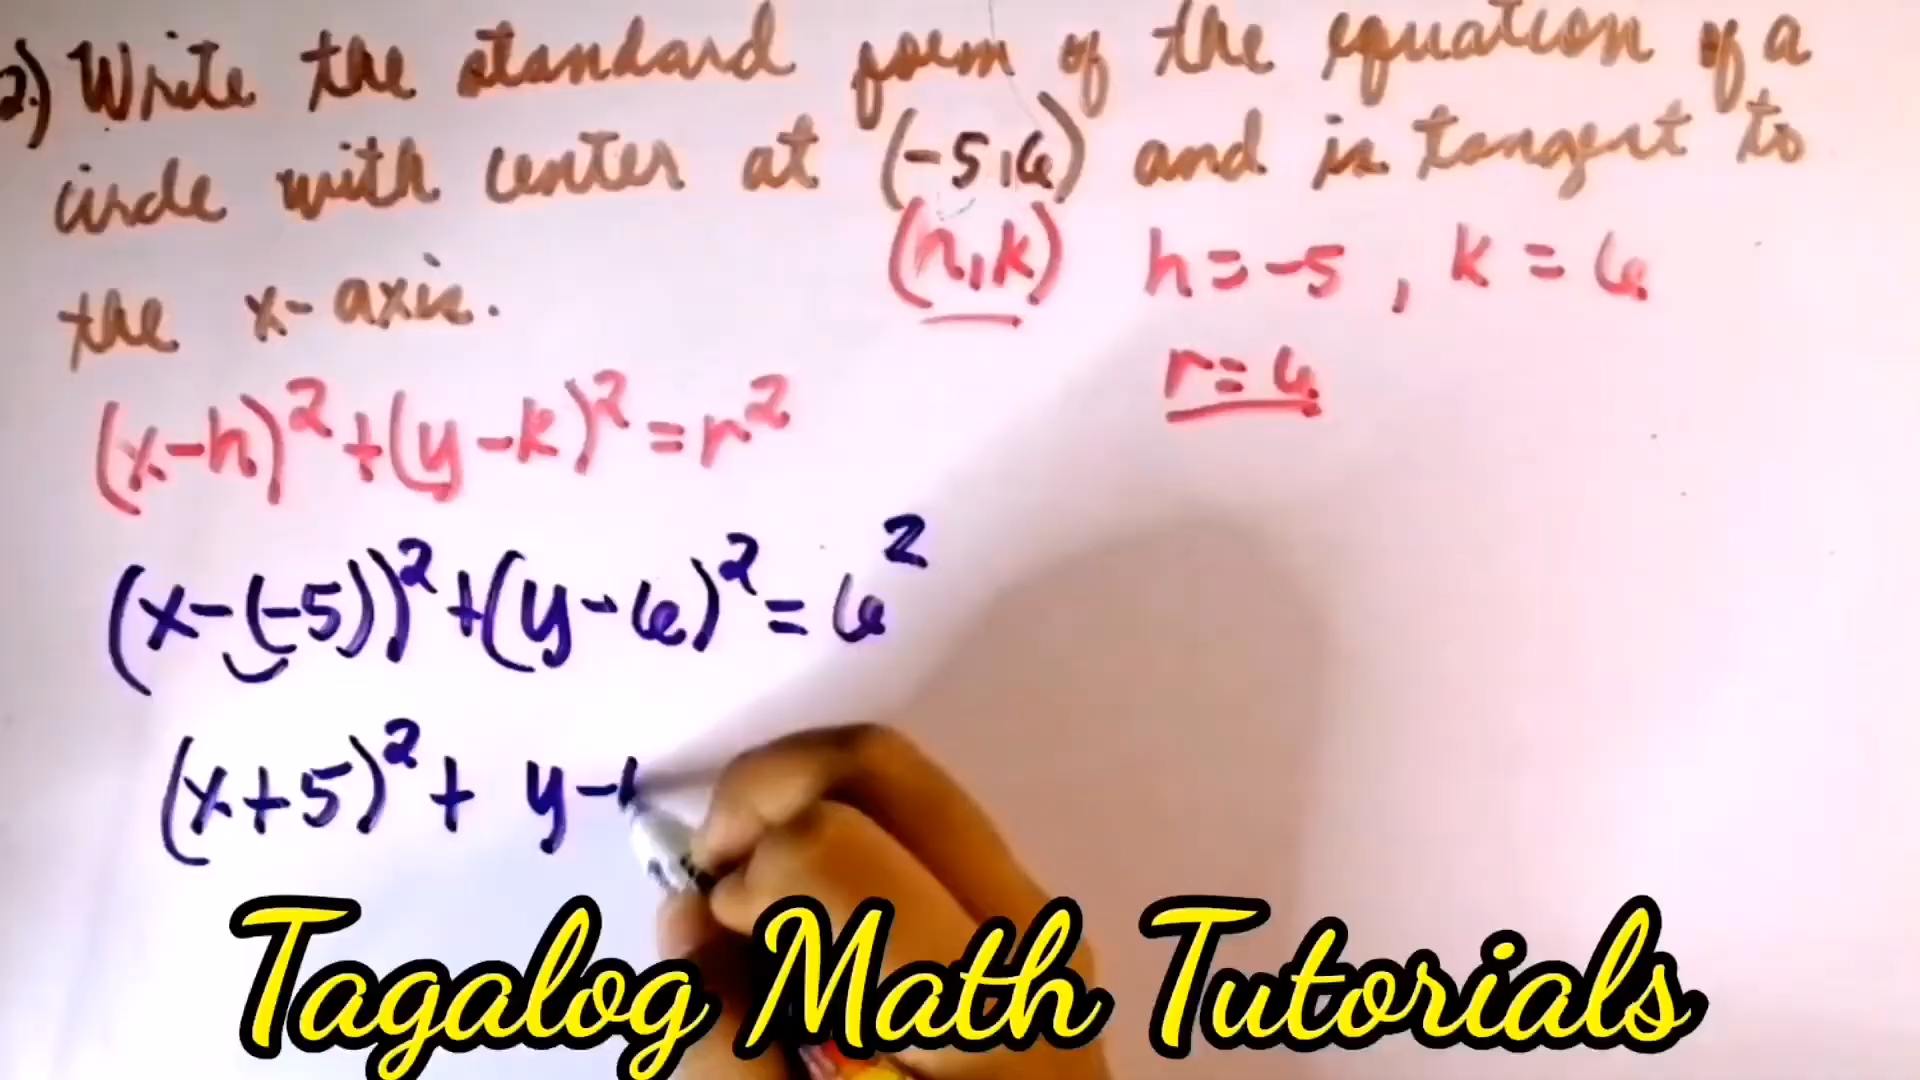 2.) Write the standard form of the equation of a
circle with center at (-5,6) and is tangent to
the x-axis.
(h,k) h=-5, k=6
r=6
(x-h)²+(y-k)²=r²
(x-(-5))²+(y-6)²=6²
(x+5)²+ y-
Tagalog Math Tutorials